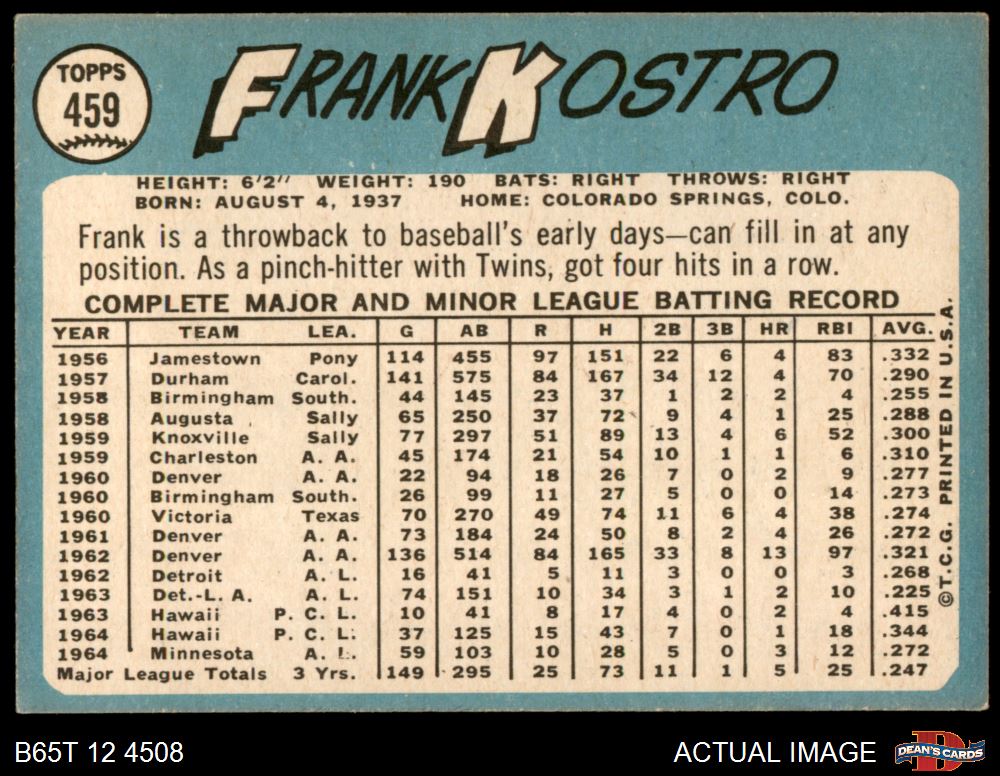 TOPPS
459
FRANK KOSTRO
HEIGHT: 6'2" WEIGHT: 190 BATS: RIGHT THROWS: RIGHT
BORN: AUGUST 4, 1937 HOME: COLORADO SPRINGS, COLO.
Frank is a throwback to baseball's early days—can fill in at any
position. As a pinch-hitter with Twins, got four hits in a row.
COMPLETE MAJOR AND MINOR LEAGUE BATTING RECORD
YEAR TEAM LEA. G AB R H 2B 3B HR RBI AVG.
1956 Jamestown Pony 114 455 97 151 22 6 4 83 .332
1957 Durham Carol. 141 575 84 167 34 12 4 70 .290
1958 Birmingham South. 44 145 23 37 1 2 2 4 .255
1958 Augusta Sally 65 250 37 72 9 4 1 25 .288
1959 Knoxville Sally 77 297 51 89 13 4 6 52 .300
1959 Charleston A. A. 45 174 21 54 10 1 1 6 .310
1960 Denver A. A. 22 94 18 26 7 0 2 9 .277
1960 Birmingham South. 26 99 11 27 5 0 0 14 .273
1960 Victoria Texas 70 270 49 74 11 6 4 38 .274
1961 Denver A. A. 73 184 24 50 8 2 4 26 .272
1962 Denver A. A. 136 514 84 165 33 8 13 97 .321
1962 Detroit A. L. 16 41 5 11 3 0 0 3 .268
1963 Det.-L. A. A. L. 74 151 10 34 3 1 2 10 .225
1963 Hawaii P. C. L. 10 41 8 17 4 0 2 4 .415
1964 Hawaii P. C. L. 37 125 15 43 7 0 1 18 .344
1964 Minnesota A. L. 59 103 10 28 5 0 3 12 .272
Major League Totals 3 Yrs. 149 295 25 73 11 1 5 25 .247
©T.C.G. PRINTED IN U.S.A.
B65T 12 4508
ACTUAL IMAGE
DEAN'S CARDS